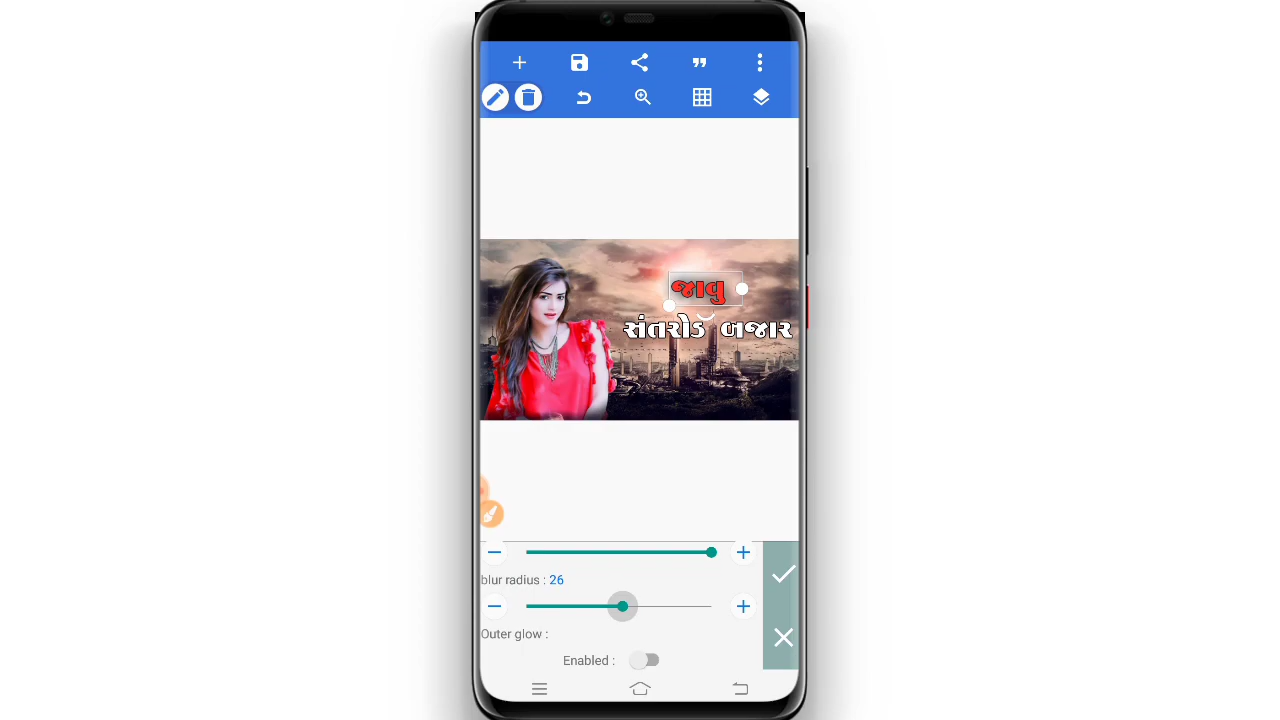 જાવુ
સંતરોડ બજાર
blur radius : 26
Outer glow :
Enabled :